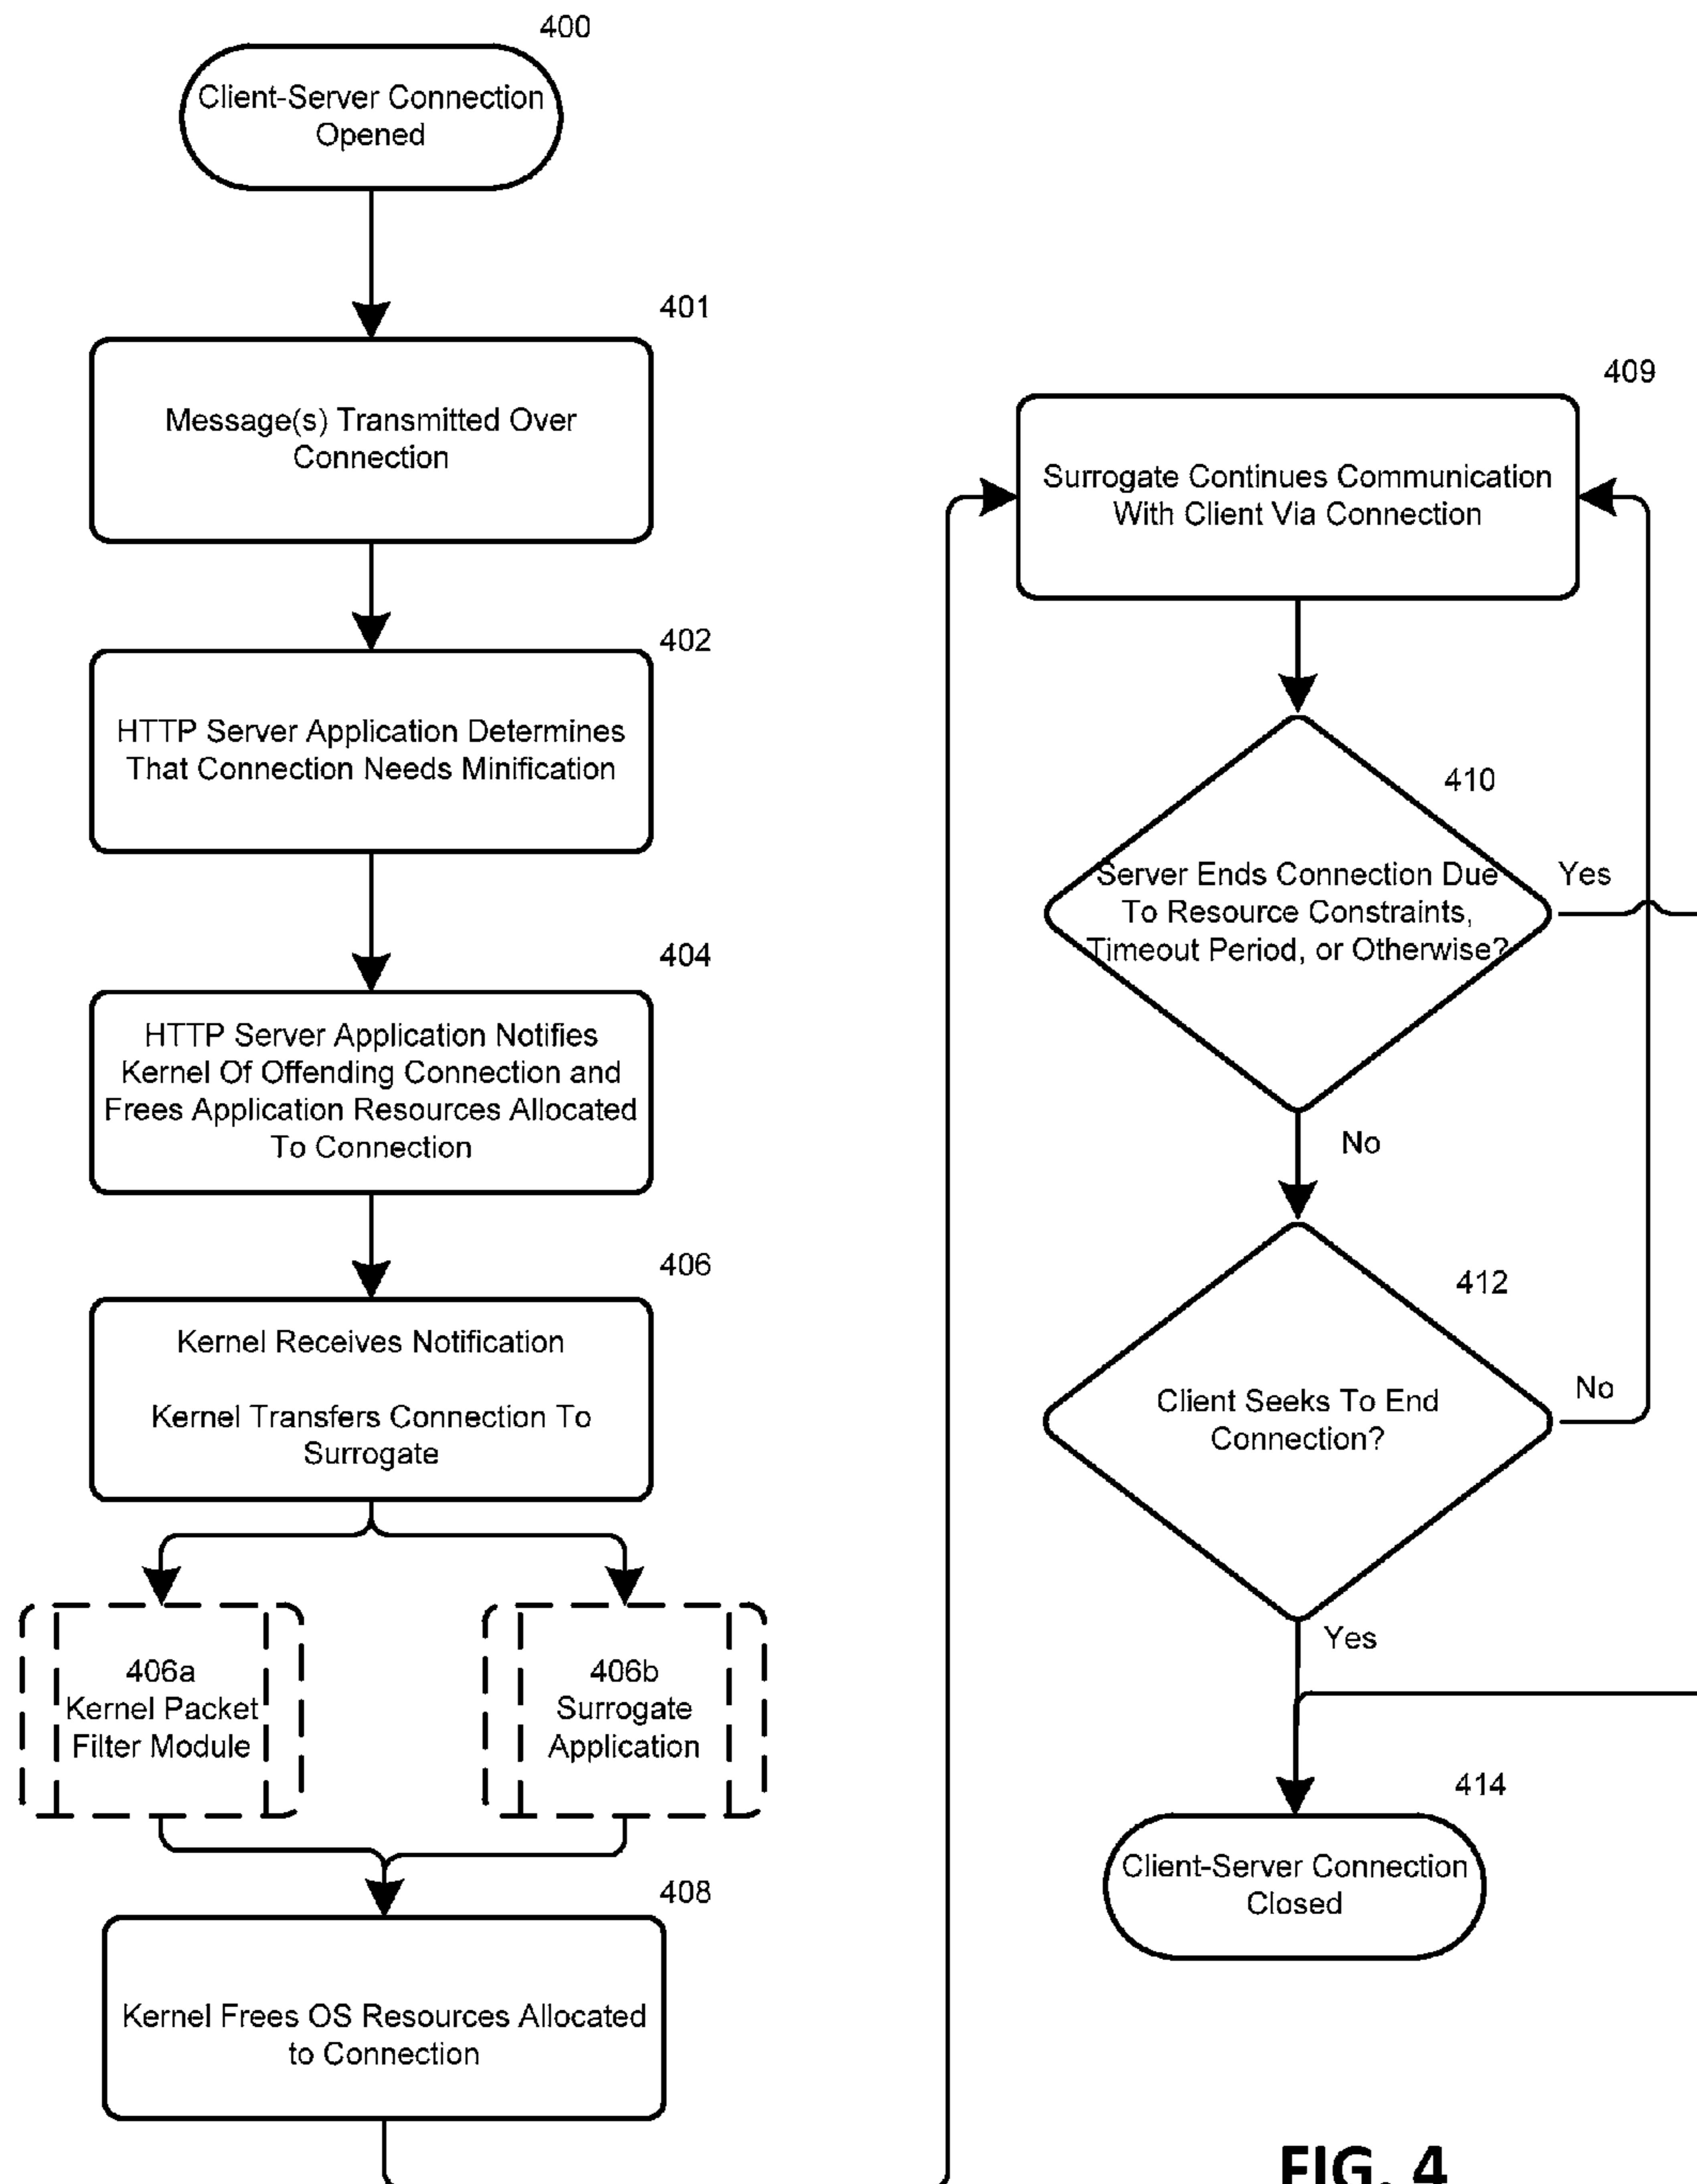 400
Client-Server Connection
Opened
401
Message(s) Transmitted Over
Connection
402
HTTP Server Application Determines
That Connection Needs Minification
404
HTTP Server Application Notifies
Kernel Of Offending Connection and
Frees Application Resources Allocated
To Connection
406
Kernel Receives Notification
Kernel Transfers Connection To
Surrogate
406a
Kernel Packet
Filter Module
406b
Surrogate
Application
408
Kernel Frees OS Resources Allocated
to Connection
409
Surrogate Continues Communication
With Client Via Connection
410
Server Ends Connection Due
To Resource Constraints,
Timeout Period, or Otherwise?
Yes
No
412
Client Seeks To End
Connection?
No
Yes
414
Client-Server Connection
Closed
FIG. 4